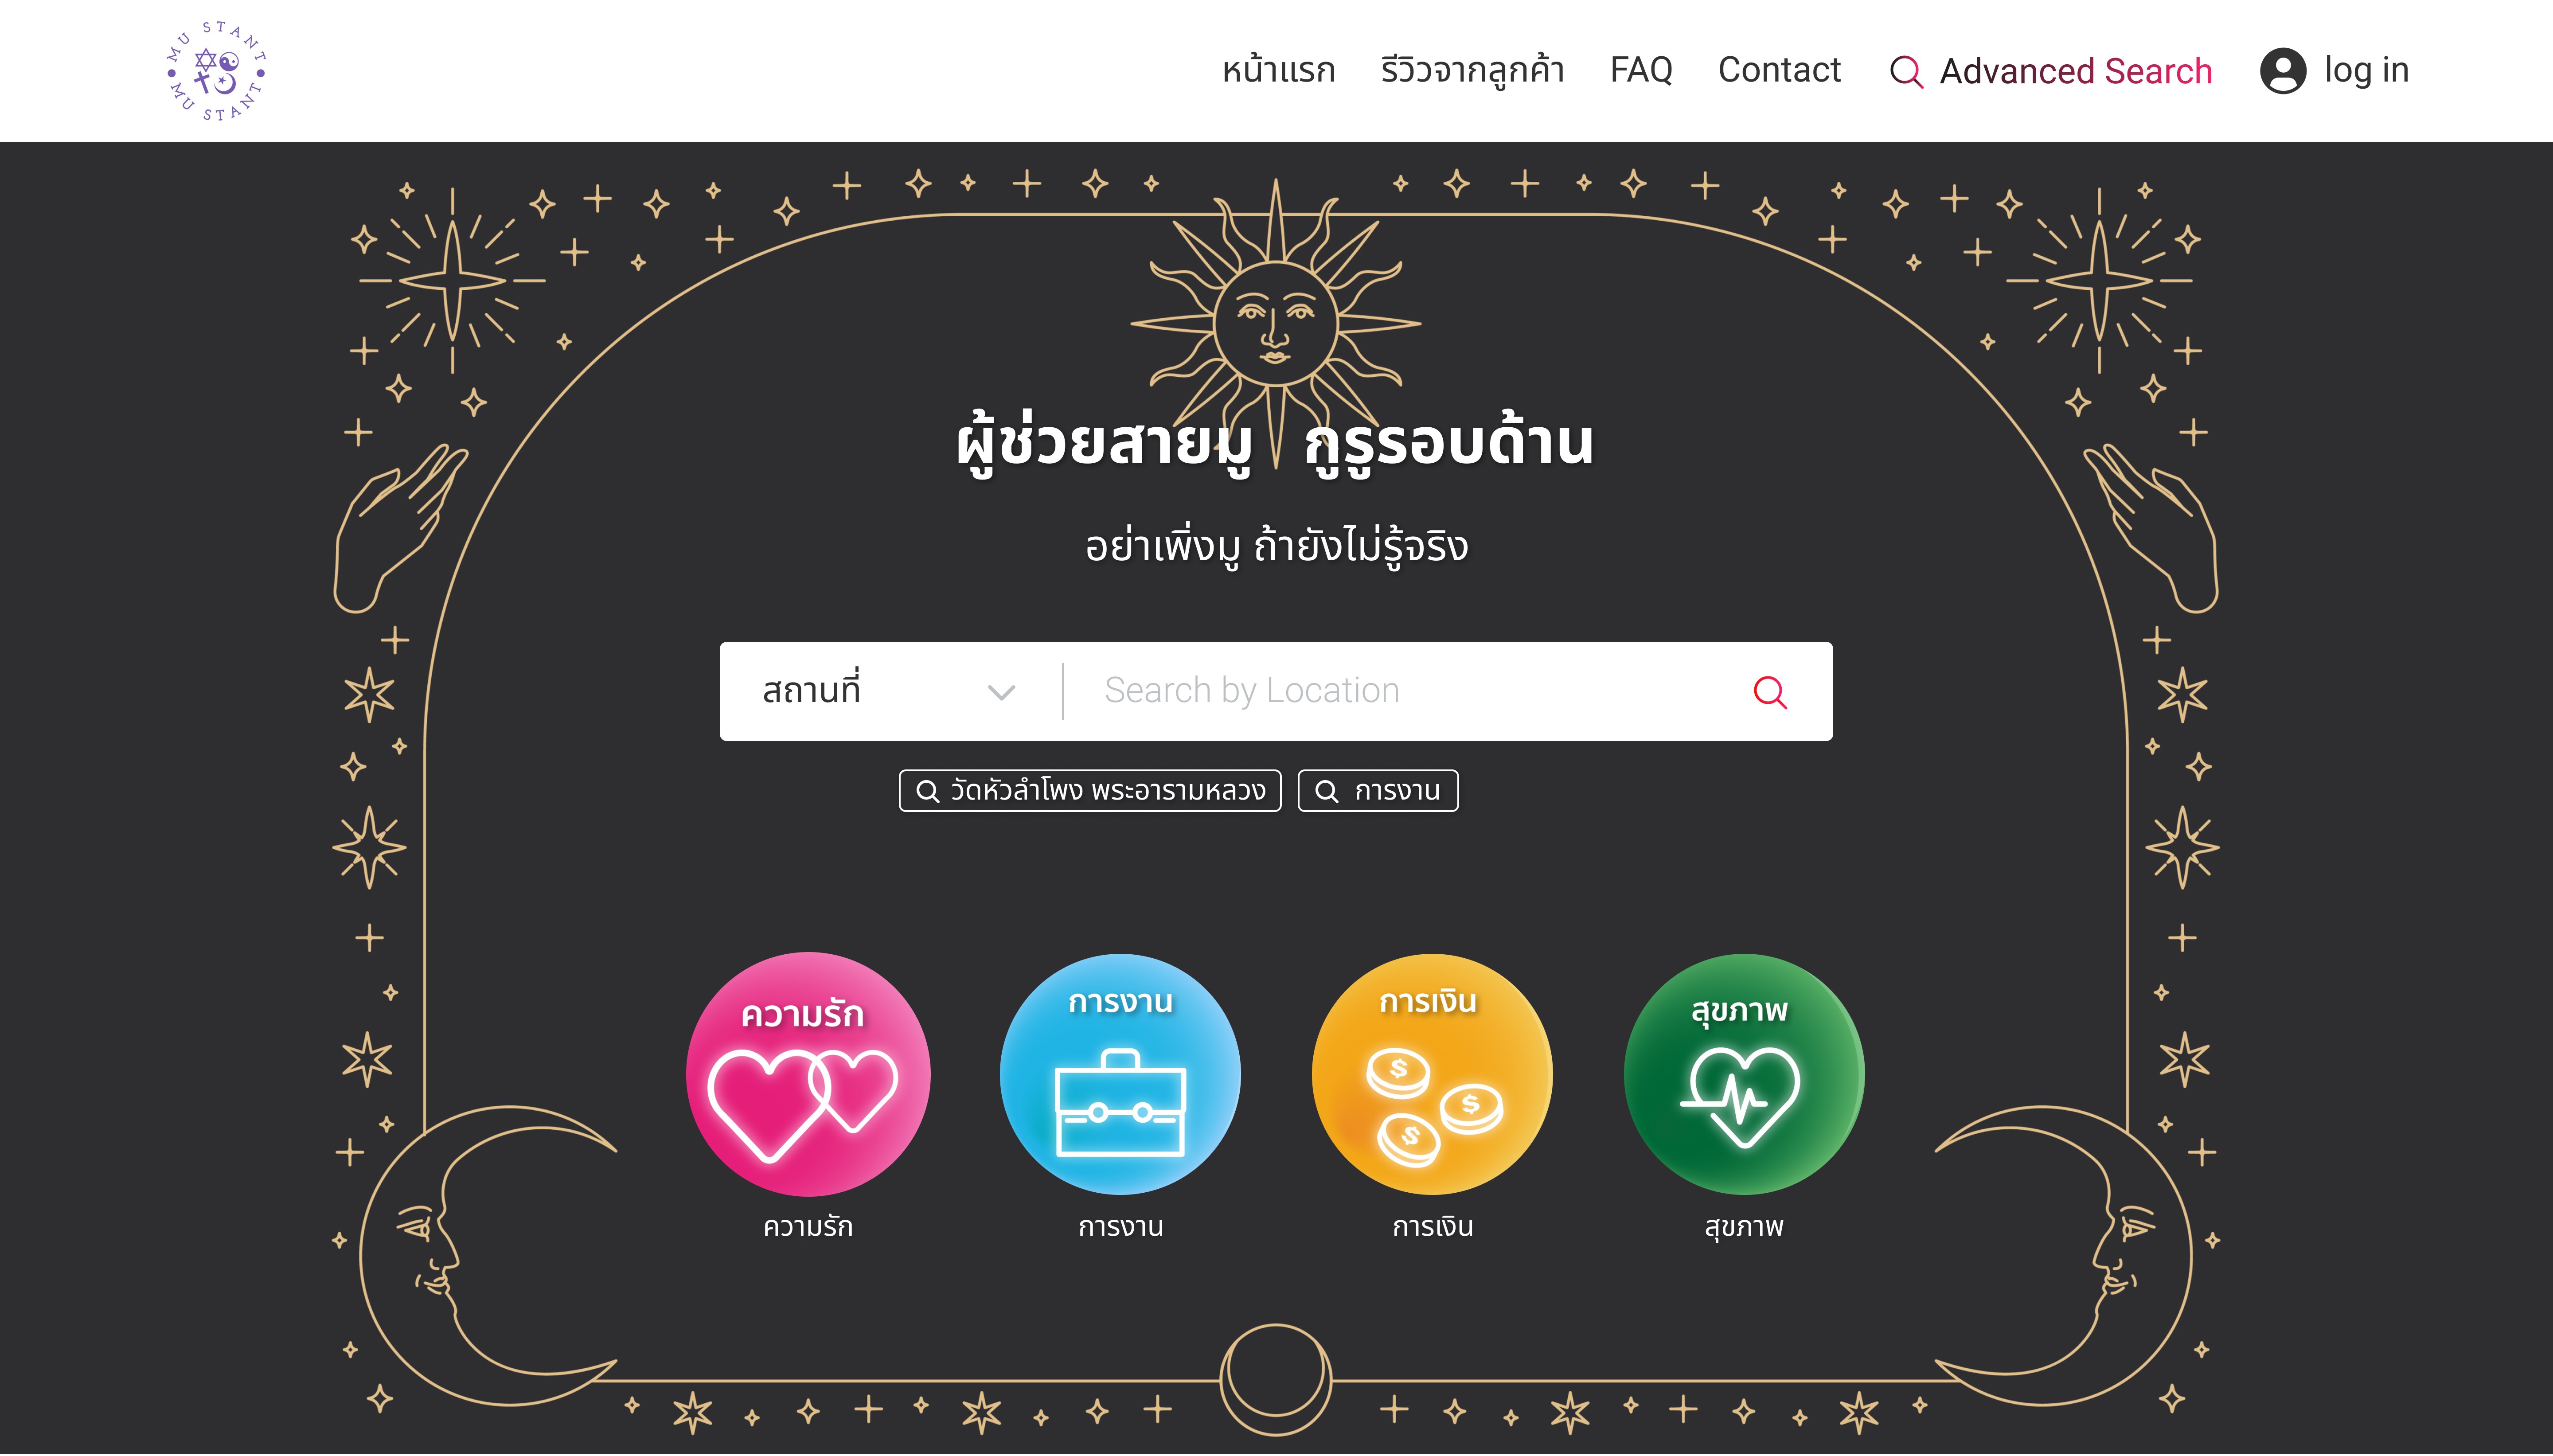 MU STANT
MU STANT
หน้าแรก รีวิวจากลูกค้า FAQ Contact Advanced Search log in
ผู้ช่วยสายมู กูรูรอบด้าน
อย่าเพิ่งมู ถ้ายังไม่รู้จริง
สถานที่ Search by Location
วัดหัวลำโพง พระอารามหลวง การงาน
ความรัก การงาน การเงิน สุขภาพ
ความรัก การงาน การเงิน สุขภาพ